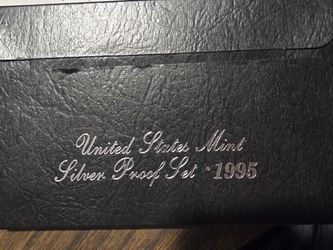 United States Mint
Silver Proof Set · 1995